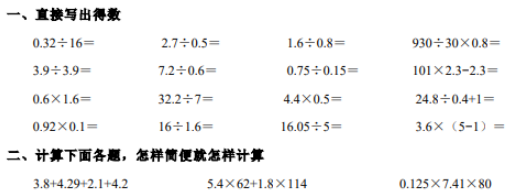 一、直接写出得数
0.32÷16＝ 2.7÷0.5＝ 1.6÷0.8＝ 930÷30×0.8＝
3.9÷3.9＝ 7.2÷0.6＝ 0.75÷0.15＝ 101×2.3−2.3＝
0.6×1.6＝ 32.2÷7＝ 4.4×0.5＝ 24.8÷0.4+1＝
0.92×0.1＝ 16÷1.6＝ 16.05÷5＝ 3.6×（5−1）＝
二、计算下面各题，怎样简便就怎样计算
3.8+4.29+2.1+4.2 5.4×62+1.8×114 0.125×7.41×80